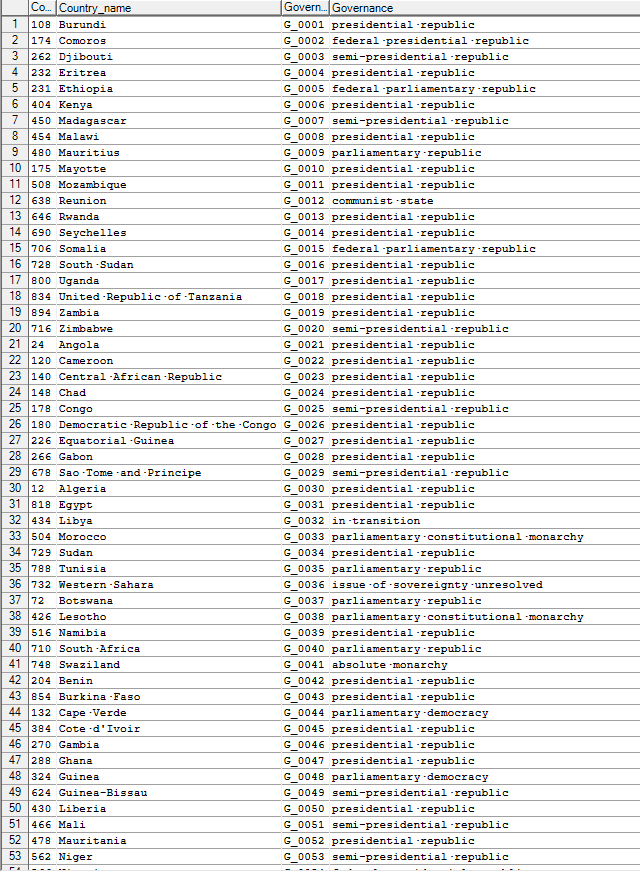 Co... Country_name Govern... Governance
1 108 Burundi G_0001 presidential·republic
2 174 Comoros G_0002 federal·presidential·republic
3 262 Djibouti G_0003 semi-presidential·republic
4 232 Eritrea G_0004 presidential·republic
5 231 Ethiopia G_0005 federal·parliamentary·republic
6 404 Kenya G_0006 presidential·republic
7 450 Madagascar G_0007 semi-presidential·republic
8 454 Malawi G_0008 presidential·republic
9 480 Mauritius G_0009 parliamentary·republic
10 175 Mayotte G_0010 presidential·republic
11 508 Mozambique G_0011 presidential·republic
12 638 Reunion G_0012 communist·state
13 646 Rwanda G_0013 presidential·republic
14 690 Seychelles G_0014 presidential·republic
15 706 Somalia G_0015 federal·parliamentary·republic
16 728 South·Sudan G_0016 presidential·republic
17 800 Uganda G_0017 presidential·republic
18 834 United·Republic·of·Tanzania G_0018 presidential·republic
19 894 Zambia G_0019 presidential·republic
20 716 Zimbabwe G_0020 semi-presidential·republic
21 24 Angola G_0021 presidential·republic
22 120 Cameroon G_0022 presidential·republic
23 140 Central·African·Republic G_0023 presidential·republic
24 148 Chad G_0024 presidential·republic
25 178 Congo G_0025 semi-presidential·republic
26 180 Democratic·Republic·of·the·Congo G_0026 presidential·republic
27 226 Equatorial·Guinea G_0027 presidential·republic
28 266 Gabon G_0028 presidential·republic
29 678 Sao·Tome·and·Principe G_0029 semi-presidential·republic
30 12 Algeria G_0030 presidential·republic
31 818 Egypt G_0031 presidential·republic
32 434 Libya G_0032 in·transition
33 504 Morocco G_0033 parliamentary·constitutional·monarchy
34 729 Sudan G_0034 presidential·republic
35 788 Tunisia G_0035 parliamentary·republic
36 732 Western·Sahara G_0036 issue·of·sovereignty·unresolved
37 72 Botswana G_0037 parliamentary·republic
38 426 Lesotho G_0038 parliamentary·constitutional·monarchy
39 516 Namibia G_0039 presidential·republic
40 710 South·Africa G_0040 parliamentary·republic
41 748 Swaziland G_0041 absolute·monarchy
42 204 Benin G_0042 presidential·republic
43 854 Burkina·Faso G_0043 presidential·republic
44 132 Cape·Verde G_0044 parliamentary·democracy
45 384 Cote·d'Ivoir G_0045 presidential·republic
46 270 Gambia G_0046 presidential·republic
47 288 Ghana G_0047 presidential·republic
48 324 Guinea G_0048 parliamentary·democracy
49 624 Guinea-Bissau G_0049 semi-presidential·republic
50 430 Liberia G_0050 presidential·republic
51 466 Mali G_0051 semi-presidential·republic
52 478 Mauritania G_0052 presidential·republic
53 562 Niger G_0053 semi-presidential·republic